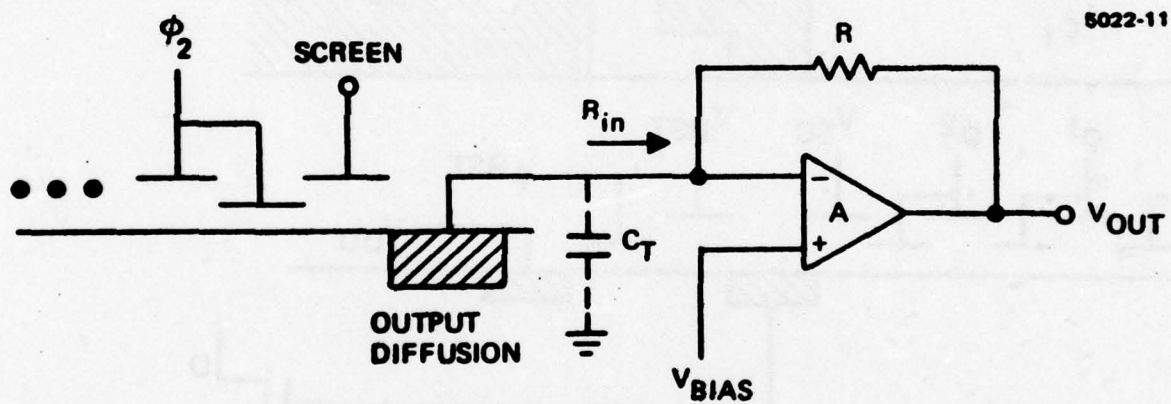 5022-11
ϕ2
SCREEN
R
Rin
−
A
+
CT
VOUT
OUTPUT
DIFFUSION
VBIAS